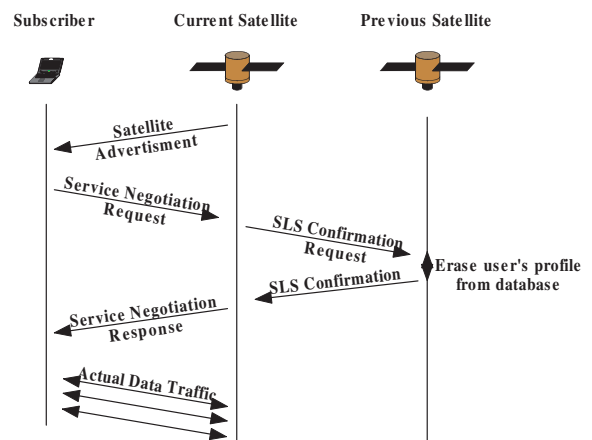 Subscriber
Current Satellite
Previous Satellite
Satellite
Advertisment
Service Negotiation
Request
SLS Confirmation
Request
Erase user's profile
from database
SLS Confirmation
Service Negotiation
Response
Actual Data Traffic